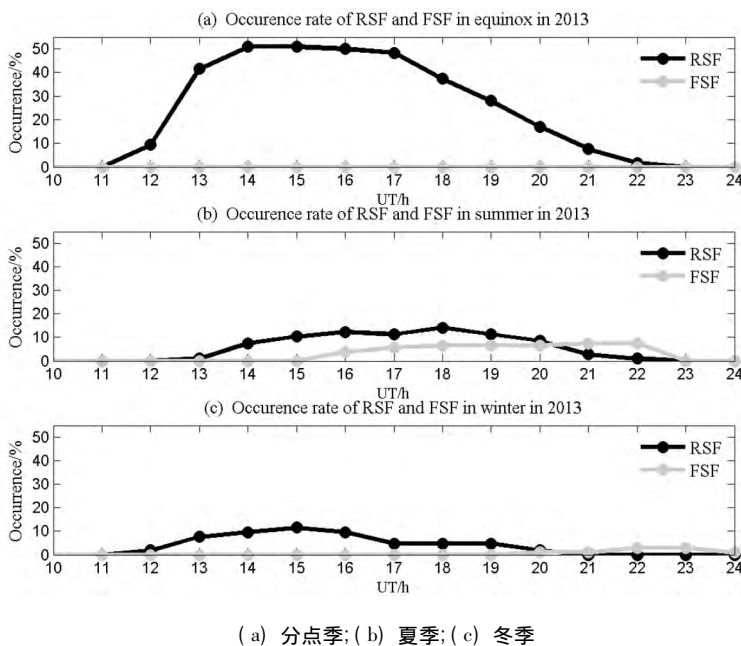 (a) Occurence rate of RSF and FSF in equinox in 2013
Occurrence/%
50
40
30
20
10
0
RSF
FSF
10 11 12 13 14 15 16 17 18 19 20 21 22 23 24
UT/h
(b) Occurence rate of RSF and FSF in summer in 2013
Occurrence/%
50
40
30
20
10
0
RSF
FSF
10 11 12 13 14 15 16 17 18 19 20 21 22 23 24
UT/h
(c) Occurence rate of RSF and FSF in winter in 2013
Occurrence/%
50
40
30
20
10
0
RSF
FSF
10 11 12 13 14 15 16 17 18 19 20 21 22 23 24
UT/h
( a) 分点季; ( b) 夏季; ( c) 冬季